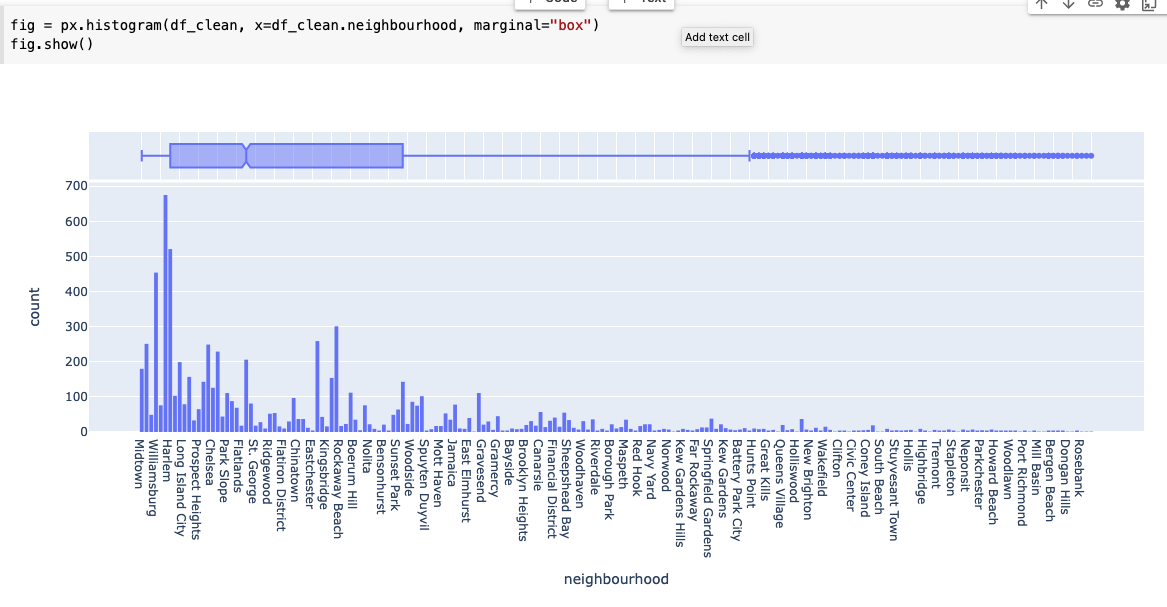 fig = px.histogram(df_clean, x=df_clean.neighbourhood, marginal="box")
fig.show()
Add text cell
700
600
500
400
300
200
100
0
count
Midtown
Williamsburg
Harlem
Long Island City
Prospect Heights
Chelsea
Park Slope
Flatlands
St. George
Ridgewood
Flatiron District
Chinatown
Eastchester
Kingsbridge
Rockaway Beach
Boerum Hill
Nolita
Bensonhurst
Sunset Park
Woodside
Spuyten Duyvil
Mott Haven
Jamaica
East Elmhurst
Gravesend
Gramercy
Bayside
Brooklyn Heights
Canarsie
Financial District
Sheepshead Bay
Woodhaven
Riverdale
Borough Park
Maspeth
Red Hook
Navy Yard
Norwood
Kew Gardens Hills
Far Rockaway
Springfield Gardens
Kew Gardens
Battery Park City
Hunts Point
Great Kills
Queens Village
Holliswood
New Brighton
Wakefield
Clifton
Civic Center
Coney Island
South Beach
Stuyvesant Town
Hollis
Highbridge
Tremont
Stapleton
Neponsit
Parkchester
Howard Beach
Woodlawn
Port Richmond
Mill Basin
Bergen Beach
Dongan Hills
Rosebank
neighbourhood